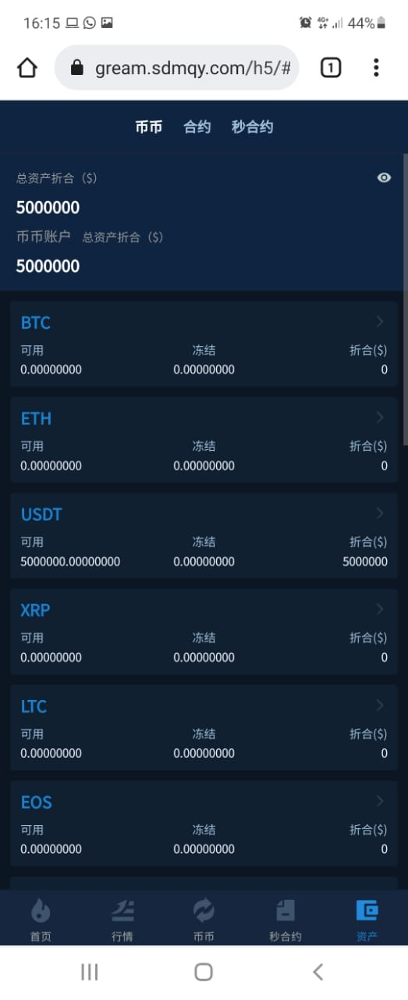 16:15 4G+ 44%
gream.sdmqy.com/h5/# 1
币币 合约 秒合约
总资产折合（$）
5000000
币币账户 总资产折合（$）
5000000
BTC
可用 冻结 折合($)
0.00000000 0.00000000 0
ETH
可用 冻结 折合($)
0.00000000 0.00000000 0
USDT
可用 冻结 折合($)
5000000.00000000 0.00000000 5000000
XRP
可用 冻结 折合($)
0.00000000 0.00000000 0
LTC
可用 冻结 折合($)
0.00000000 0.00000000 0
EOS
可用 冻结 折合($)
0.00000000 0.00000000 0
首页 行情 币币 秒合约 资产